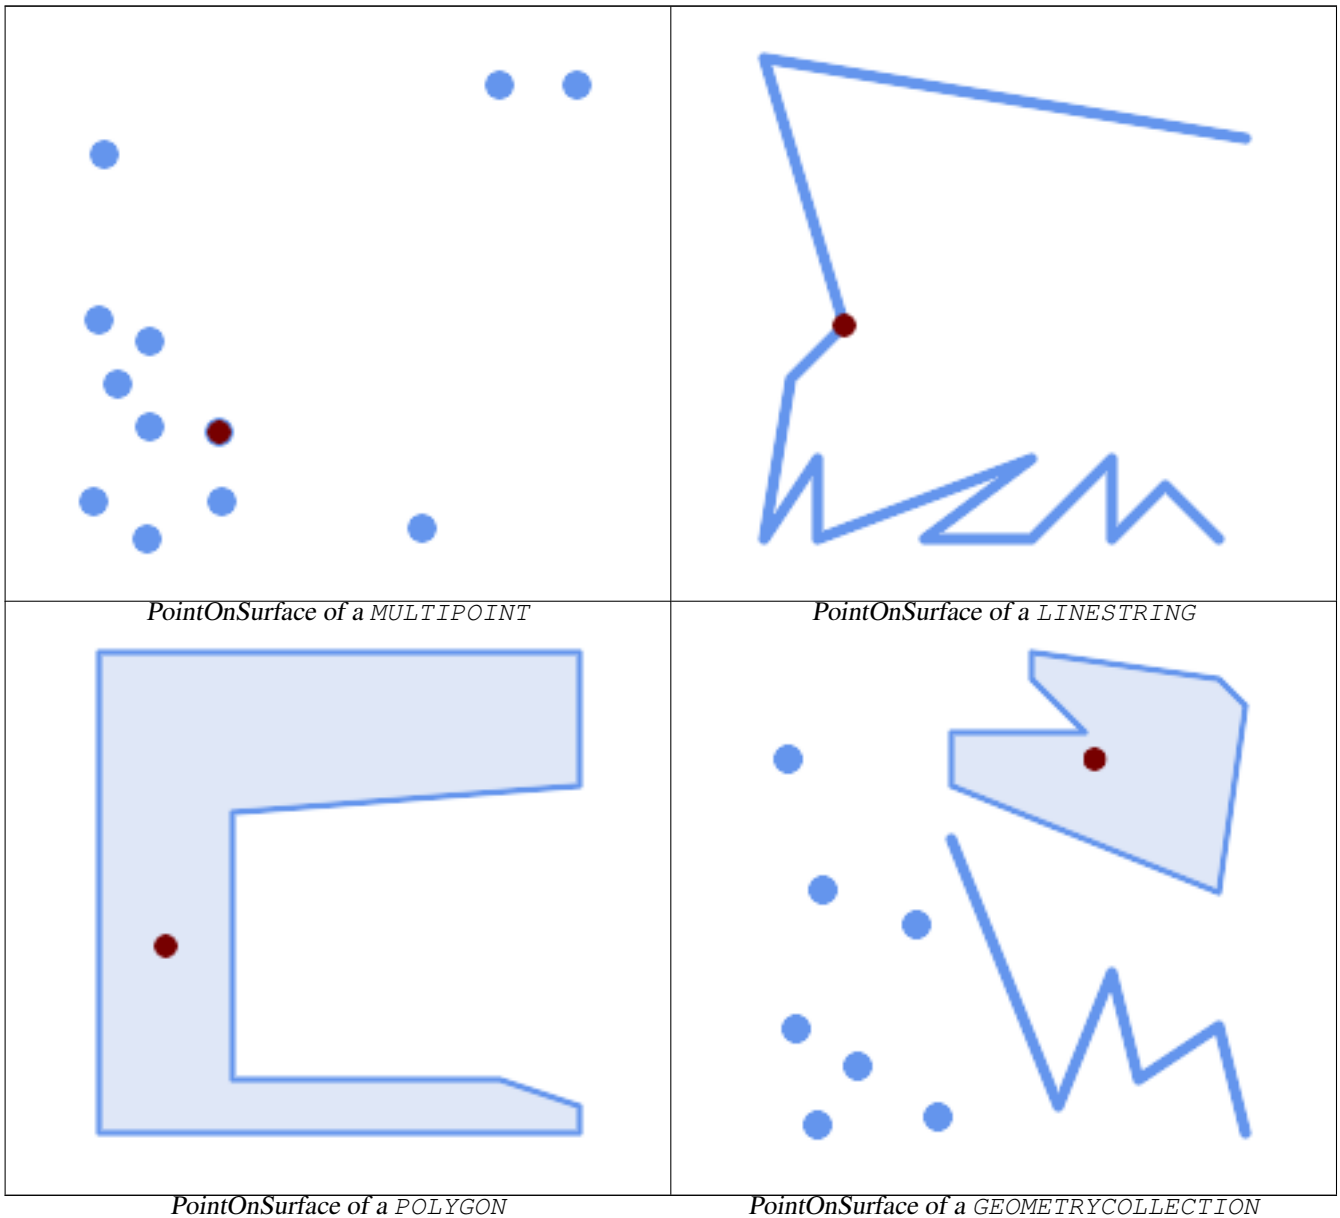 PointOnSurface of a MULTIPOINT
PointOnSurface of a LINESTRING
PointOnSurface of a POLYGON
PointOnSurface of a GEOMETRYCOLLECTION